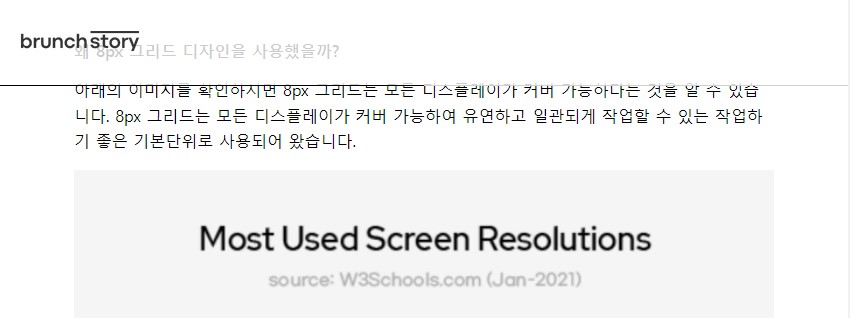 brunch story
왜 8px 그리드 디자인을 사용했을까?
아래의 이미지를 확인하시면 8px 그리드는 모든 디스플레이가 커버 가능하다는 것을 알 수 있습
니다. 8px 그리드는 모든 디스플레이가 커버 가능하여 유연하고 일관되게 작업할 수 있는 작업하
기 좋은 기본단위로 사용되어 왔습니다.
Most Used Screen Resolutions
source: W3Schools.com (Jan-2021)